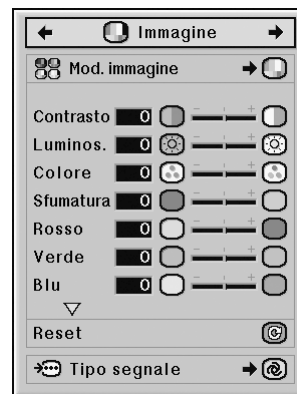 Immagine
Mod. immagine
Contrasto 0
Luminos. 0
Colore 0
Sfumatura 0
Rosso 0
Verde 0
Blu 0
Reset
Tipo segnale